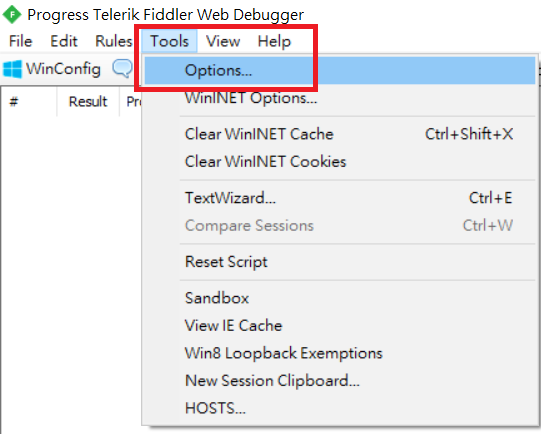 Progress Telerik Fiddler Web Debugger
File Edit Rules Tools View Help
WinConfig
Options...
# Result
WinINET Options...
Clear WinINET Cache Ctrl+Shift+X
Clear WinINET Cookies
TextWizard... Ctrl+E
Compare Sessions Ctrl+W
Reset Script
Sandbox
View IE Cache
Win8 Loopback Exemptions
New Session Clipboard...
HOSTS...